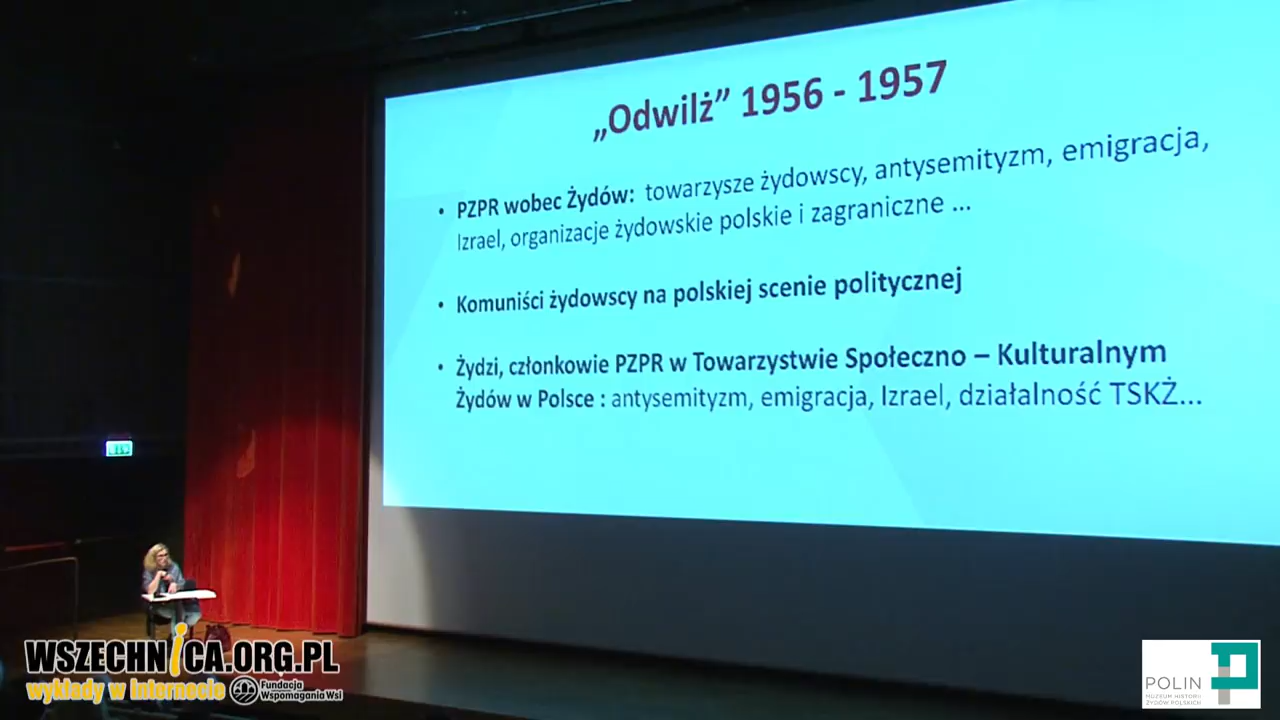 „Odwilż” 1956 - 1957
• PZPR wobec Żydów: towarzysze żydowscy, antysemityzm, emigracja,
Izrael, organizacje żydowskie polskie i zagraniczne ...
• Komuniści żydowscy na polskiej scenie politycznej
• Żydzi, członkowie PZPR w Towarzystwie Społeczno – Kulturalnym
Żydów w Polsce : antysemityzm, emigracja, Izrael, działalność TSKŻ...
WSZECHNICA.ORG.PL
wykłady w internecie
Fundacja
Wspomagania Wsi
POLIN
MUZEUM HISTORII
ŻYDÓW POLSKICH